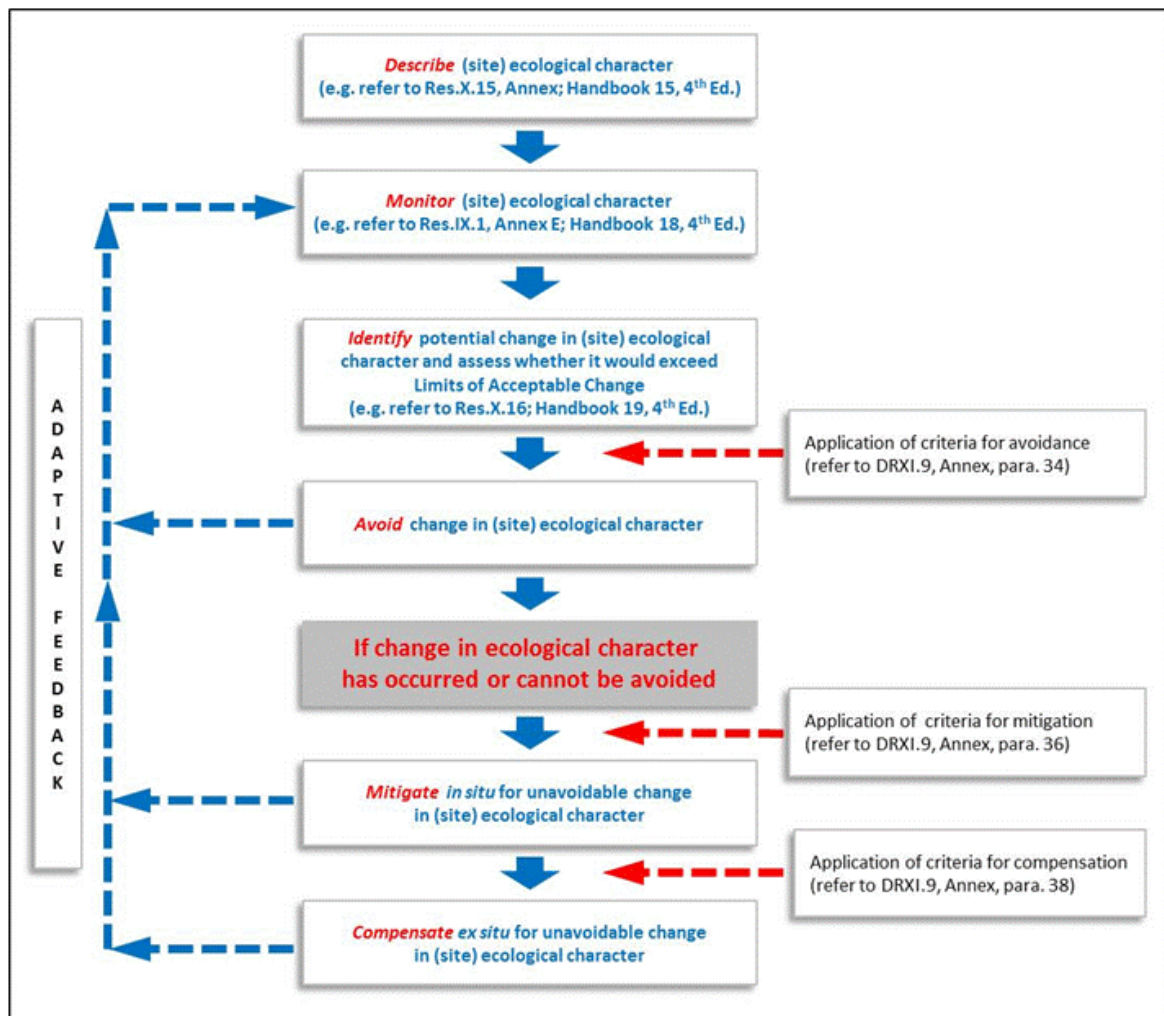 Describe (site) ecological character
(e.g. refer to Res.X.15, Annex; Handbook 15, 4th Ed.)
Monitor (site) ecological character
(e.g. refer to Res.IX.1, Annex E; Handbook 18, 4th Ed.)
Identify potential change in (site) ecological
character and assess whether it would exceed
Limits of Acceptable Change
(e.g. refer to Res.X.16; Handbook 19, 4th Ed.)
Application of criteria for avoidance
(refer to DRXI.9, Annex, para. 34)
Avoid change in (site) ecological character
If change in ecological character
has occurred or cannot be avoided
Application of criteria for mitigation
(refer to DRXI.9, Annex, para. 36)
Mitigate in situ for unavoidable change
in (site) ecological character
Application of criteria for compensation
(refer to DRXI.9, Annex, para. 38)
Compensate ex situ for unavoidable change
in (site) ecological character
ADAPTIVE FEEDBACK